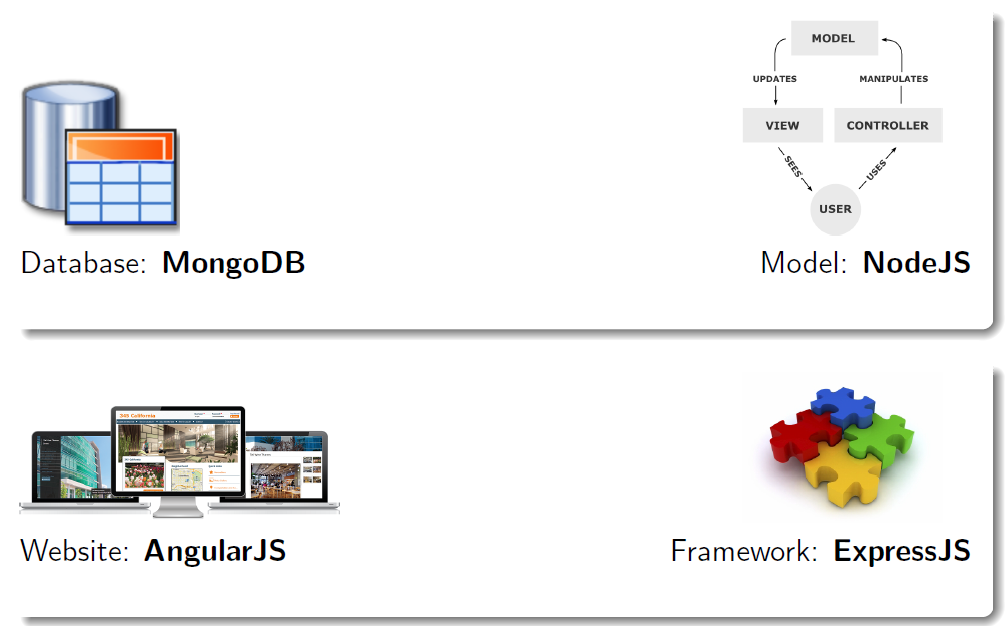 MODEL
UPDATES
MANIPULATES
VIEW
CONTROLLER
SEES
USES
USER
Database: MongoDB
Model: NodeJS
345 California
Website: AngularJS
Framework: ExpressJS